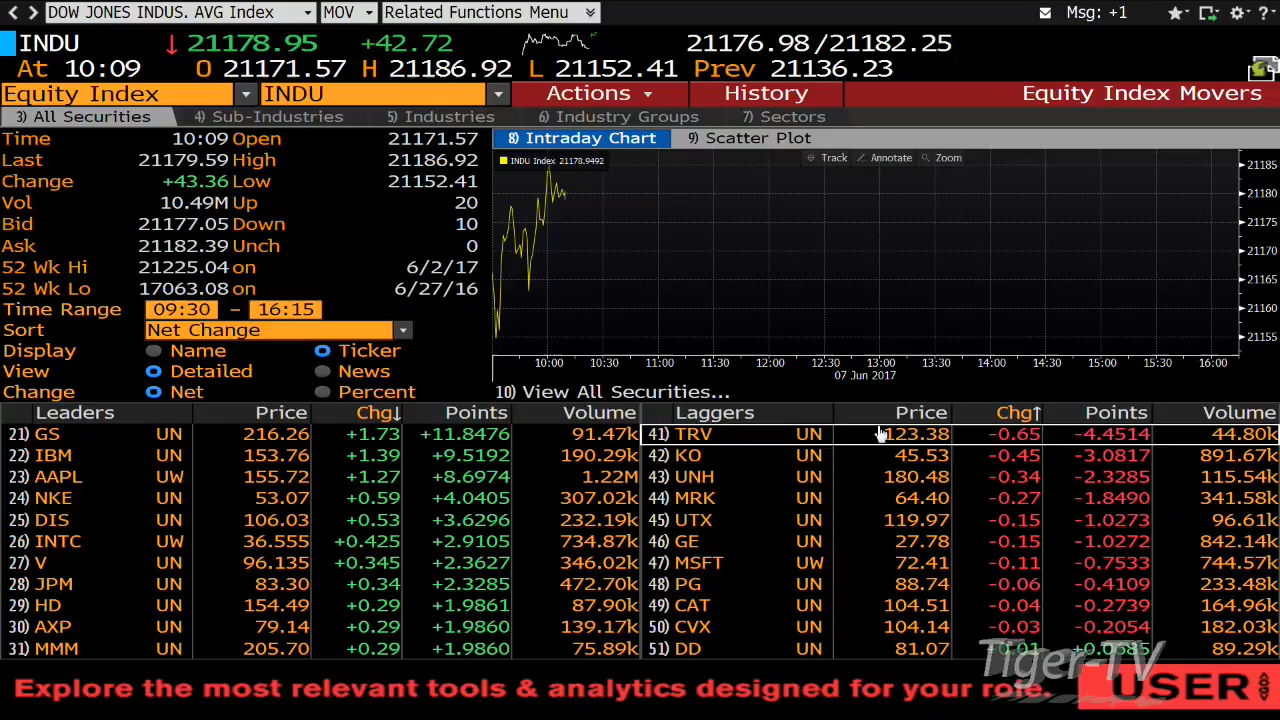 DOW JONES INDUS. AVG Index MOV Related Functions Menu Msg: +1
INDU 21178.95 +42.72 21176.98/21182.25
At 10:09 O 21171.57 H 21186.92 L 21152.41 Prev 21136.23
Equity Index INDU Actions History Equity Index Movers
3) All Securities 4) Sub-Industries 5) Industries 6) Industry Groups 7) Sectors
Time 10:09 Open 21171.57
Last 21179.59 High 21186.92
Change +43.36 Low 21152.41
Vol 10.49M Up 20
Bid 21177.05 Down 10
Ask 21182.39 Unch 0
52 Wk Hi 21225.04 on 6/2/17
52 Wk Lo 17063.08 on 6/27/16
Time Range 09:30 - 16:15
Sort Net Change
Display Name Ticker
View Detailed News
Change Net Percent
8) Intraday Chart 9) Scatter Plot
INDU Index 21178.9492 Track Annotate Zoom
21185
21180
21175
21170
21165
21160
21155
10:00 10:30 11:00 11:30 12:00 12:30 13:00 13:30 14:00 14:30 15:00 15:30 16:00
07 Jun 2017
10) View All Securities...
Leaders Price Chg↓ Points Volume Laggers Price Chg↑ Points Volume
21) GS UN 216.26 +1.73 +11.8476 91.47k 41) TRV UN 123.38 -0.65 -4.4514 44.80k
22) IBM UN 153.76 +1.39 +9.5192 190.29k 42) KO UN 45.53 -0.45 -3.0817 891.67k
23) AAPL UW 155.72 +1.27 +8.6974 1.22M 43) UNH UN 180.48 -0.34 -2.3285 115.54k
24) NKE UN 53.07 +0.59 +4.0405 307.02k 44) MRK UN 64.40 -0.27 -1.8490 341.58k
25) DIS UN 106.03 +0.53 +3.6296 232.19k 45) UTX UN 119.97 -0.15 -1.0273 96.61k
26) INTC UW 36.555 +0.425 +2.9105 734.87k 46) GE UN 27.78 -0.15 -1.0272 842.14k
27) V UN 96.135 +0.345 +2.3627 346.02k 47) MSFT UW 72.41 -0.11 -0.7533 744.57k
28) JPM UN 83.30 +0.34 +2.3285 472.70k 48) PG UN 88.74 -0.06 -0.4109 233.48k
29) HD UN 154.49 +0.29 +1.9861 87.90k 49) CAT UN 104.51 -0.04 -0.2739 164.96k
30) AXP UN 79.14 +0.29 +1.9860 139.17k 50) CVX UN 104.14 -0.03 -0.2054 182.03k
31) MMM UN 205.70 +0.29 +1.9860 75.89k 51) DD UN 81.07 +0.01 +0.0685 89.29k
Tiger-TV
Explore the most relevant tools & analytics designed for your role. USER